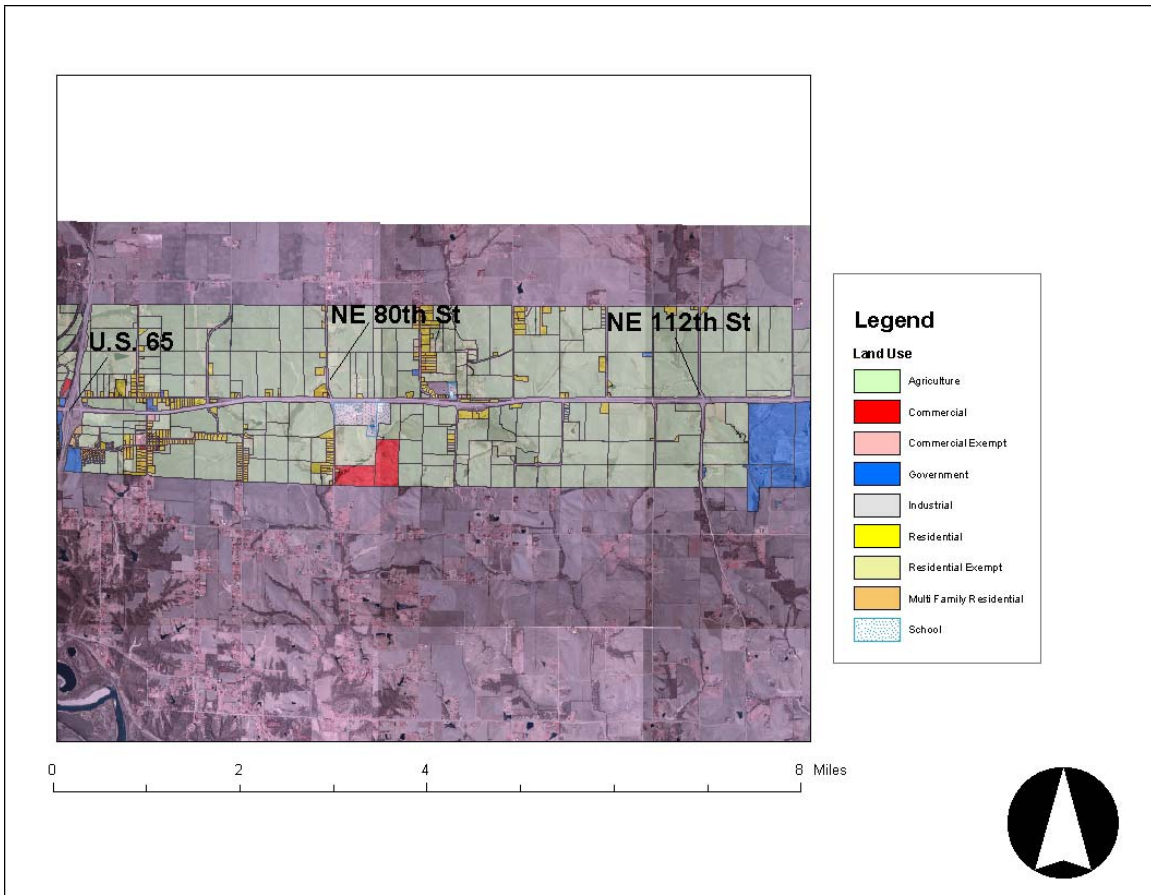 NE 80th St
NE 112th St
U.S. 65
Legend
Land Use
Agriculture
Commercial
Commercial Exempt
Government
Industrial
Residential
Residential Exempt
Multi Family Residential
School
0 2 4 8 Miles